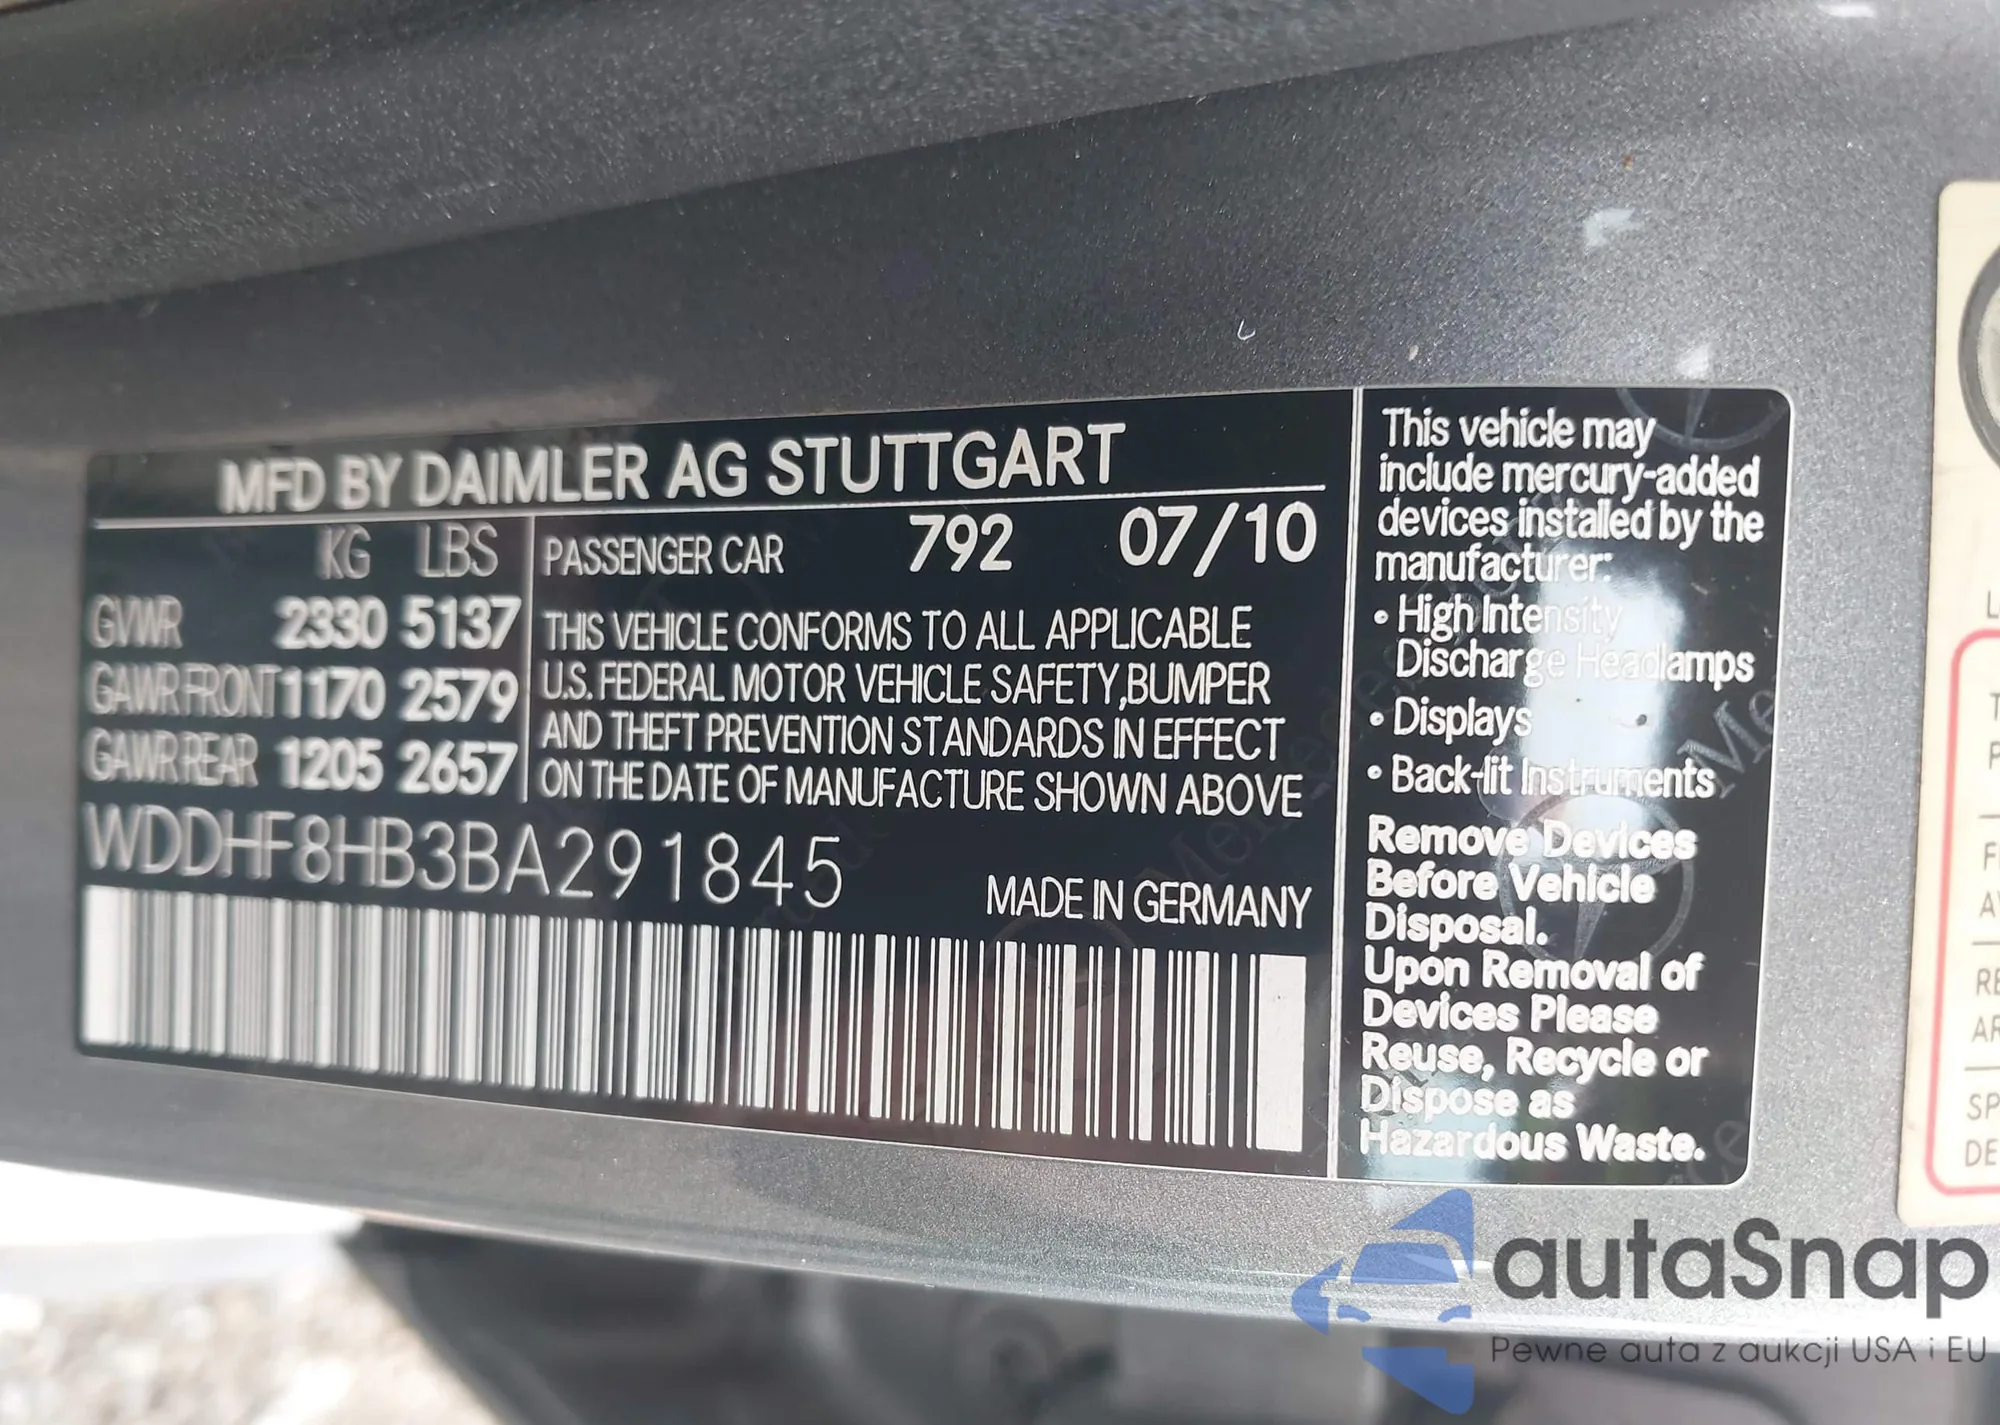 MFD BY DAIMLER AG STUTTGART
KG LBS
GVWR 2330 5137
GAWR FRONT 1170 2579
GAWR REAR 1205 2657
PASSENGER CAR 792 07/10
THIS VEHICLE CONFORMS TO ALL APPLICABLE
U.S. FEDERAL MOTOR VEHICLE SAFETY,BUMPER
AND THEFT PREVENTION STANDARDS IN EFFECT
ON THE DATE OF MANUFACTURE SHOWN ABOVE
WDDHF8HB3BA291845
MADE IN GERMANY
This vehicle may
include mercury-added
devices installed by the
manufacturer:
• High Intensity
Discharge Headlamps
• Displays
• Back-lit Instruments
Remove Devices
Before Vehicle
Disposal.
Upon Removal of
Devices Please
Reuse, Recycle or
Dispose as
Hazardous Waste.
autaSnap
Pewne auta z aukcji USA i EU